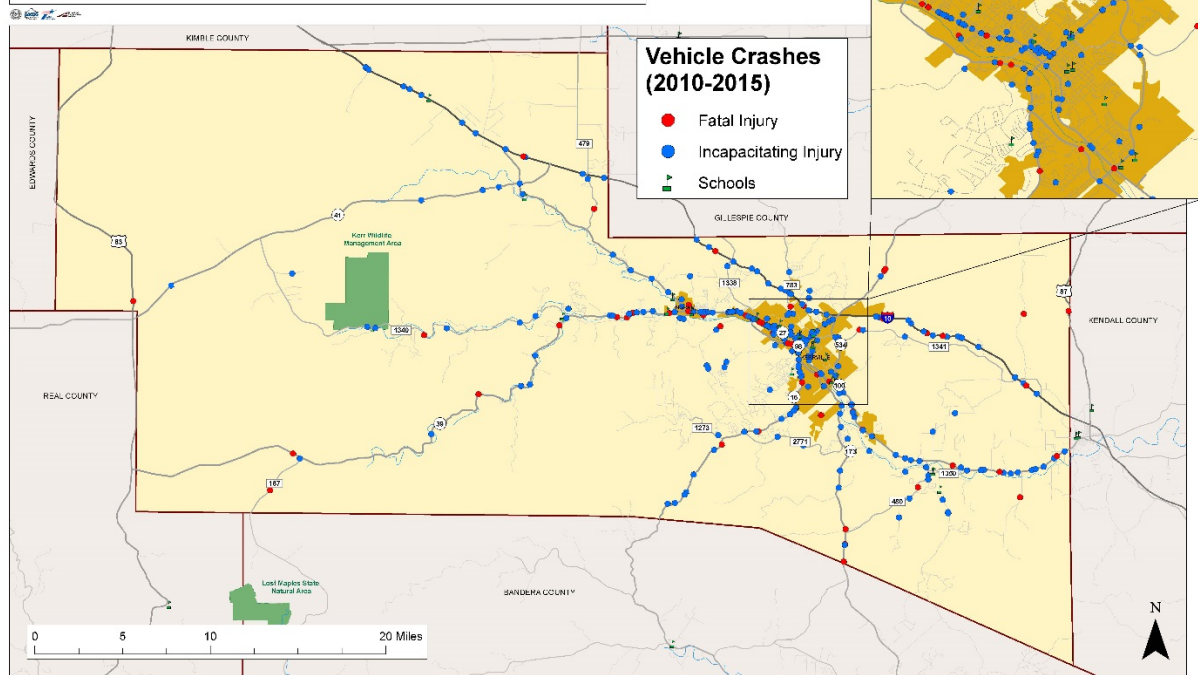 KIMBLE COUNTY
Vehicle Crashes
(2010-2015)
Fatal Injury
Incapacitating Injury
Schools
EDWARDS COUNTY
479
GILLESPIE COUNTY
41
83
Kerr Wildlife
Management Area
1338
783
87
KENDALL COUNTY
10
1340
27
98
534
1341
REAL COUNTY
16
39
1273
2771
173
1350
187
480
Lost Maples State
Natural Area
BANDERA COUNTY
N
0 5 10 20 Miles